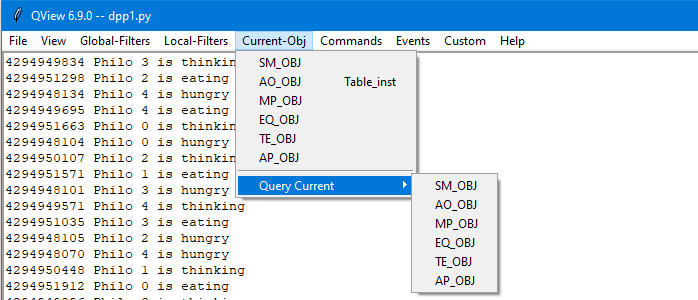 QView 6.9.0 -- dpp1.py
File View Global-Filters Local-Filters Current-Obj Commands Events Custom Help
4294949834 Philo 3 is thinkin
4294951298 Philo 2 is eating
4294948134 Philo 4 is hungry
4294949695 Philo 4 is eating
4294951663 Philo 0 is thinkin
4294948104 Philo 0 is hungry
4294950107 Philo 2 is thinkin
4294951571 Philo 1 is eating
4294948101 Philo 3 is hungry
4294949571 Philo 4 is thinking
4294951035 Philo 3 is eating
4294948105 Philo 2 is hungry
4294948070 Philo 4 is hungry
4294950448 Philo 1 is thinking
4294951912 Philo 0 is eating
SM_OBJ
AO_OBJ Table_inst
MP_OBJ
EQ_OBJ
TE_OBJ
AP_OBJ
Query Current
SM_OBJ
AO_OBJ
MP_OBJ
EQ_OBJ
TE_OBJ
AP_OBJ